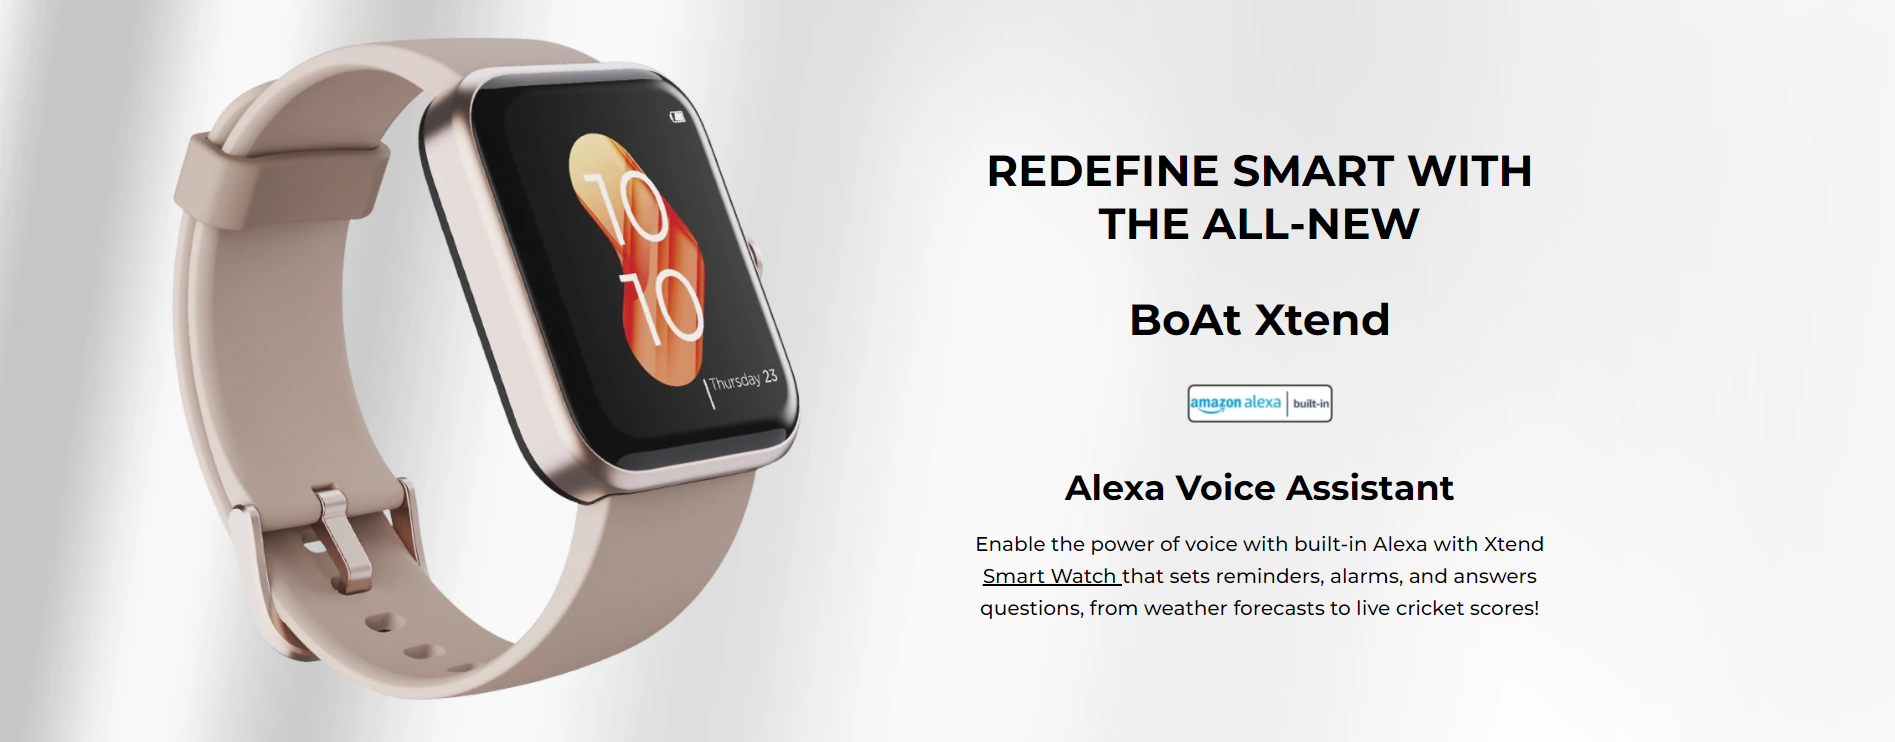 10
10
Thursday 23
REDEFINE SMART WITH
THE ALL-NEW
BoAt Xtend
amazon alexa | built-in
Alexa Voice Assistant
Enable the power of voice with built-in Alexa with Xtend
Smart Watch that sets reminders, alarms, and answers
questions, from weather forecasts to live cricket scores!